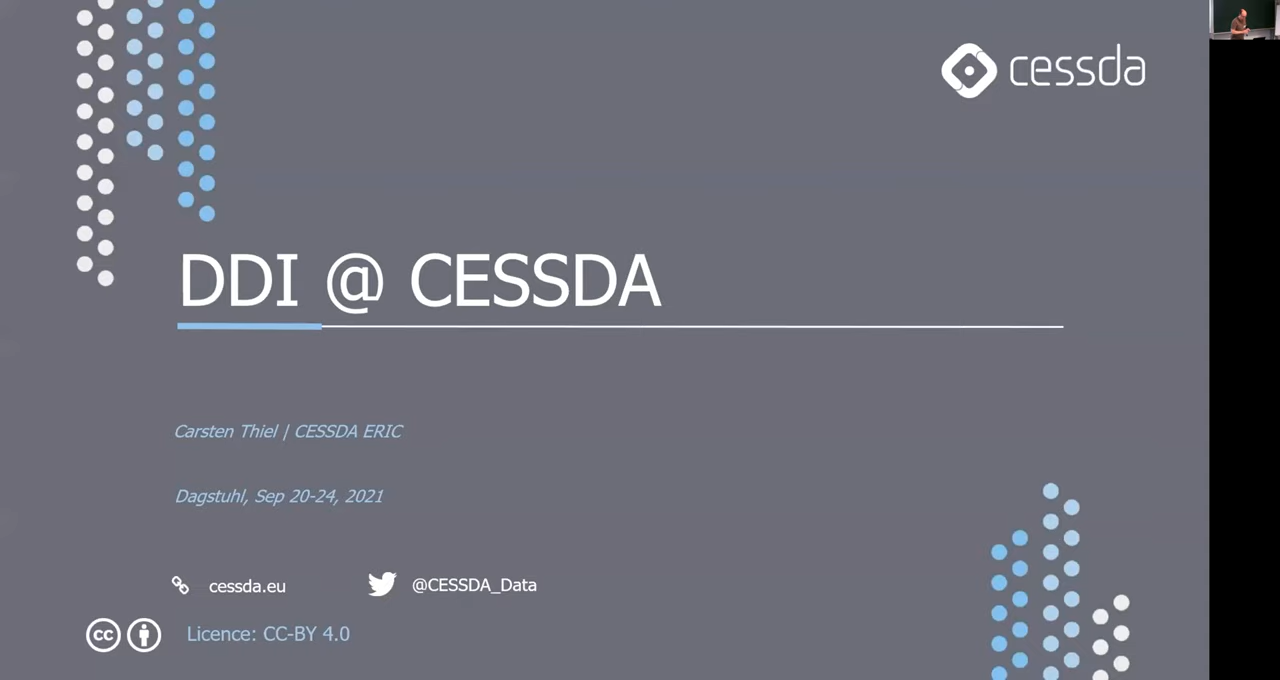 cessda
DDI @ CESSDA
Carsten Thiel | CESSDA ERIC
Dagstuhl, Sep 20-24, 2021
cessda.eu @CESSDA_Data
cc Licence: CC-BY 4.0